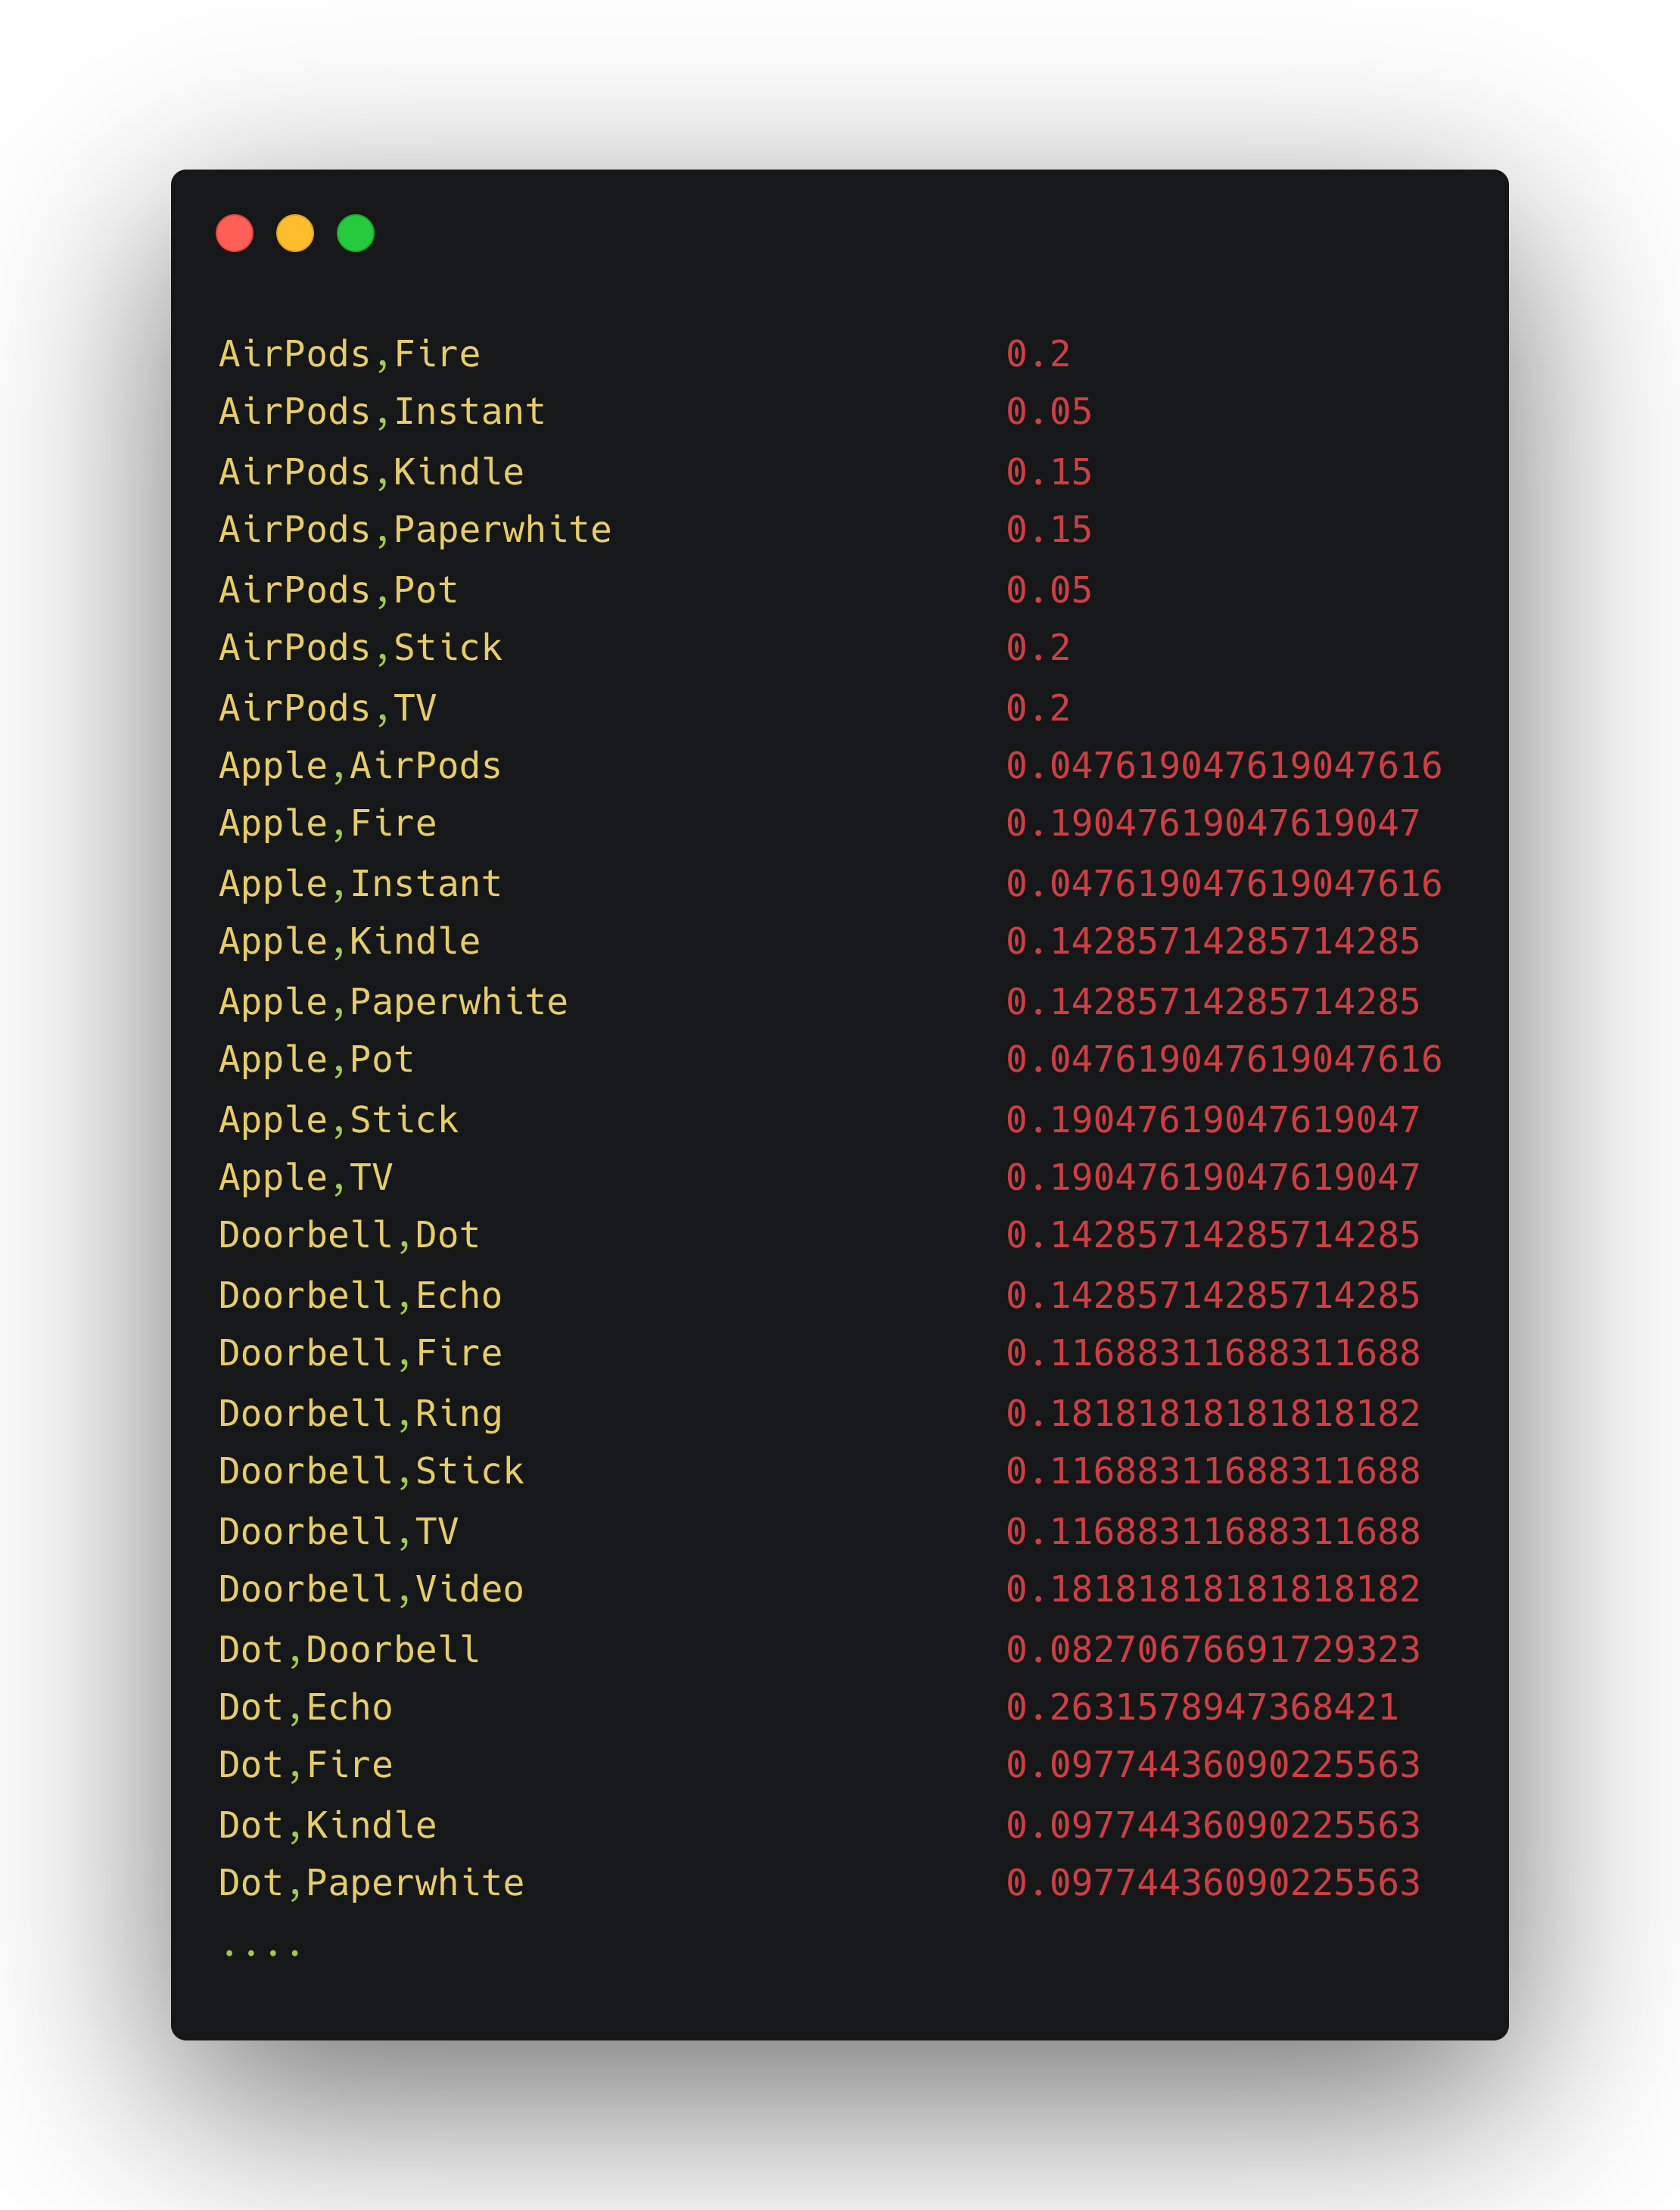 AirPods,Fire 0.2
AirPods,Instant 0.05
AirPods,Kindle 0.15
AirPods,Paperwhite 0.15
AirPods,Pot 0.05
AirPods,Stick 0.2
AirPods,TV 0.2
Apple,AirPods 0.047619047619047616
Apple,Fire 0.19047619047619047
Apple,Instant 0.047619047619047616
Apple,Kindle 0.14285714285714285
Apple,Paperwhite 0.14285714285714285
Apple,Pot 0.047619047619047616
Apple,Stick 0.19047619047619047
Apple,TV 0.19047619047619047
Doorbell,Dot 0.14285714285714285
Doorbell,Echo 0.14285714285714285
Doorbell,Fire 0.11688311688311688
Doorbell,Ring 0.18181818181818182
Doorbell,Stick 0.11688311688311688
Doorbell,TV 0.11688311688311688
Doorbell,Video 0.18181818181818182
Dot,Doorbell 0.08270676691729323
Dot,Echo 0.2631578947368421
Dot,Fire 0.09774436090225563
Dot,Kindle 0.09774436090225563
Dot,Paperwhite 0.09774436090225563
....